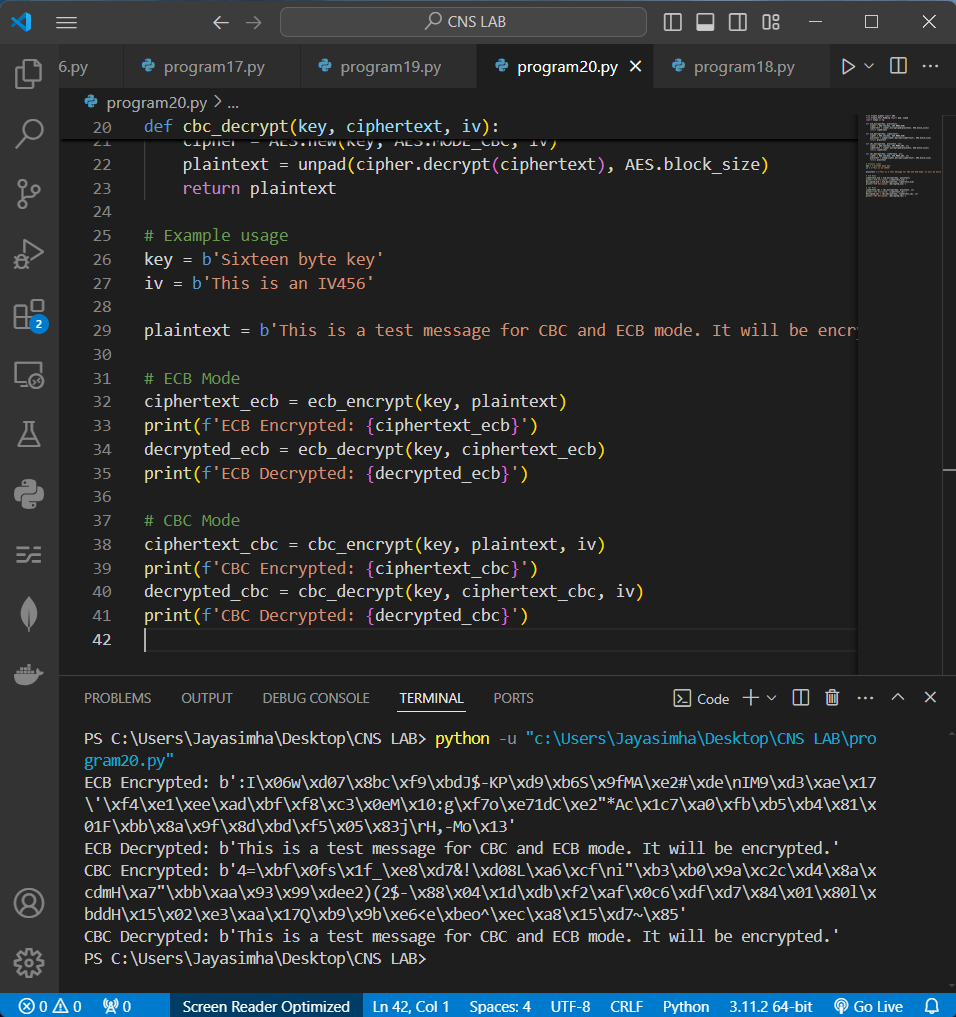 CNS LAB
6.py
program17.py
program19.py
program20.py
program18.py
program20.py > ...
20 def cbc_decrypt(key, ciphertext, iv):
21 cipher = AES.new(key, AES.MODE_CBC, iv)
22 plaintext = unpad(cipher.decrypt(ciphertext), AES.block_size)
23 return plaintext
24
25 # Example usage
26 key = b'Sixteen byte key'
27 iv = b'This is an IV456'
28
29 plaintext = b'This is a test message for CBC and ECB mode. It will be encry
30
31 # ECB Mode
32 ciphertext_ecb = ecb_encrypt(key, plaintext)
33 print(f'ECB Encrypted: {ciphertext_ecb}')
34 decrypted_ecb = ecb_decrypt(key, ciphertext_ecb)
35 print(f'ECB Decrypted: {decrypted_ecb}')
36
37 # CBC Mode
38 ciphertext_cbc = cbc_encrypt(key, plaintext, iv)
39 print(f'CBC Encrypted: {ciphertext_cbc}')
40 decrypted_cbc = cbc_decrypt(key, ciphertext_cbc, iv)
41 print(f'CBC Decrypted: {decrypted_cbc}')
42
2
PROBLEMS OUTPUT DEBUG CONSOLE TERMINAL PORTS Code
PS C:\Users\Jayasimha\Desktop\CNS LAB> python -u "c:\Users\Jayasimha\Desktop\CNS LAB\pro
gram20.py"
ECB Encrypted: b':I\x06w\xd07\x8bc\xf9\xbdJ$-KP\xd9\xb6S\x9fMA\xe2#\xde\nIM9\xd3\xae\x17
\'\xf4\xe1\xee\xad\xbf\xf8\xc3\x0eM\x10:g\xf7o\xe71dC\xe2"*Ac\x1c7\xa0\xfb\xb5\xb4\x81\x
01F\xbb\x8a\x9f\x8d\xbd\xf5\x05\x83j\rH,-Mo\x13'
ECB Decrypted: b'This is a test message for CBC and ECB mode. It will be encrypted.'
CBC Encrypted: b'4=\xbf\x0fs\x1f_\xe8\xd7&!\xd08L\xa6\xcf\ni"\xb3\xb0\x9a\xc2c\xd4\x8a\x
cdmH\xa7"\xbb\xaa\x93\x99\xdee2)(2$-\x88\x04\x1d\xdb\xf2\xaf\x0c6\xdf\xd7\x84\x01\x80l\x
bddH\x15\x02\xe3\xaa\x17Q\xb9\x9b\xe6<e\xbeo^\xec\xa8\x15\xd7~\x85'
CBC Decrypted: b'This is a test message for CBC and ECB mode. It will be encrypted.'
PS C:\Users\Jayasimha\Desktop\CNS LAB>
0 0 0 Screen Reader Optimized Ln 42, Col 1 Spaces: 4 UTF-8 CRLF Python 3.11.2 64-bit Go Live